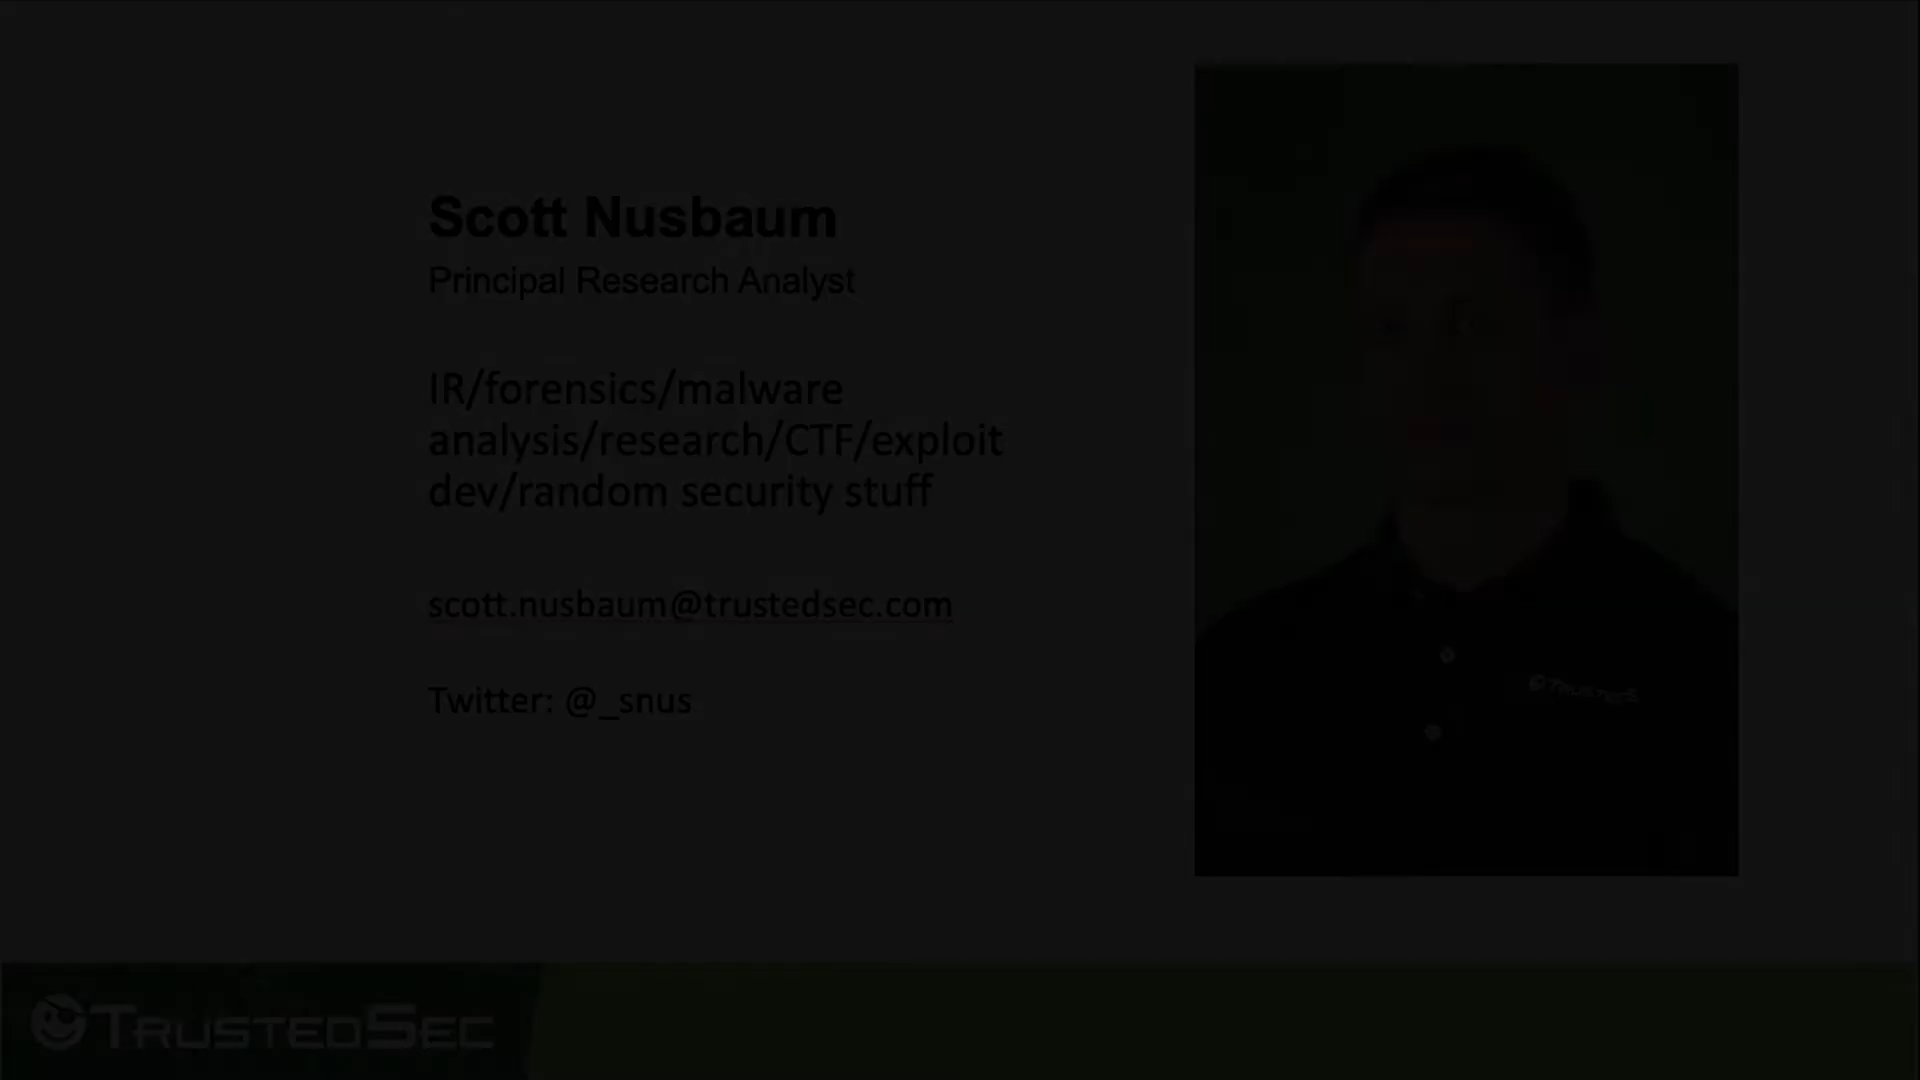 Scott Nusbaum
Principal Research Analyst
IR/forensics/malware
analysis/research/CTF/exploit
dev/random security stuff
scott.nusbaum@trustedsec.com
Twitter: @_snus
TRUSTEDSEC